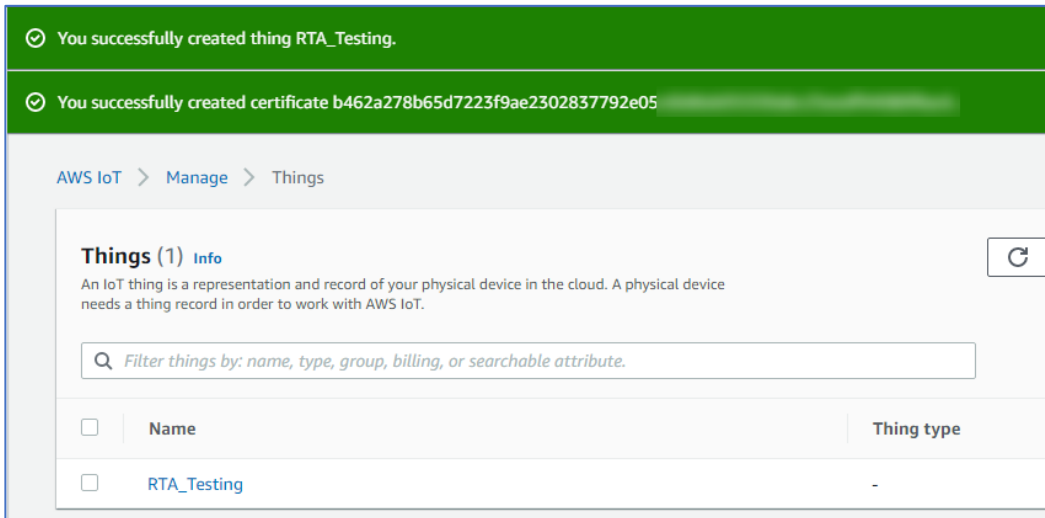 You successfully created thing RTA_Testing.
You successfully created certificate b462a278b65d7223f9ae2302837792e05
AWS IoT > Manage > Things
Things (1) Info
An IoT thing is a representation and record of your physical device in the cloud. A physical device
needs a thing record in order to work with AWS IoT.
Filter things by: name, type, group, billing, or searchable attribute.
Name Thing type
RTA_Testing -